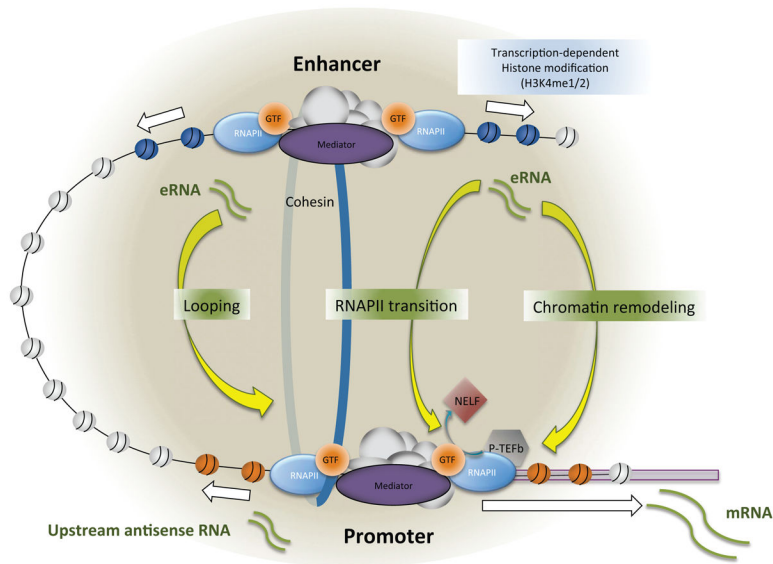 Transcription-dependent
Histone modification
(H3K4me1/2)
Enhancer
GTF
GTF
RNAPII
RNAPII
Mediator
eRNA
eRNA
Cohesin
Looping
RNAPII transition
Chromatin remodeling
NELF
P-TEFb
GTF
GTF
RNAPII
RNAPII
Mediator
Upstream antisense RNA
Promoter
mRNA